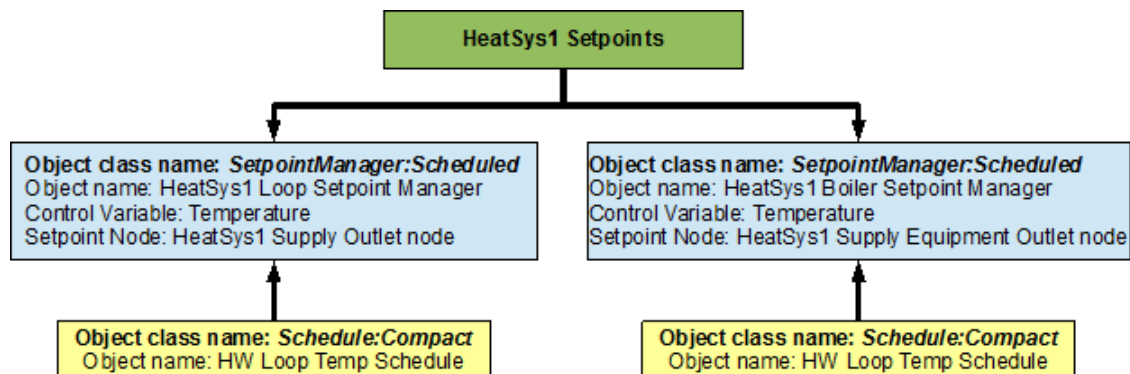 HeatSys1 Setpoints
Object class name: SetpointManager:Scheduled
Object name: HeatSys1 Loop Setpoint Manager
Control Variable: Temperature
Setpoint Node: HeatSys1 Supply Outlet node
Object class name: SetpointManager:Scheduled
Object name: HeatSys1 Boiler Setpoint Manager
Control Variable: Temperature
Setpoint Node: HeatSys1 Supply Equipment Outlet node
Object class name: Schedule:Compact
Object name: HW Loop Temp Schedule
Object class name: Schedule:Compact
Object name: HW Loop Temp Schedule